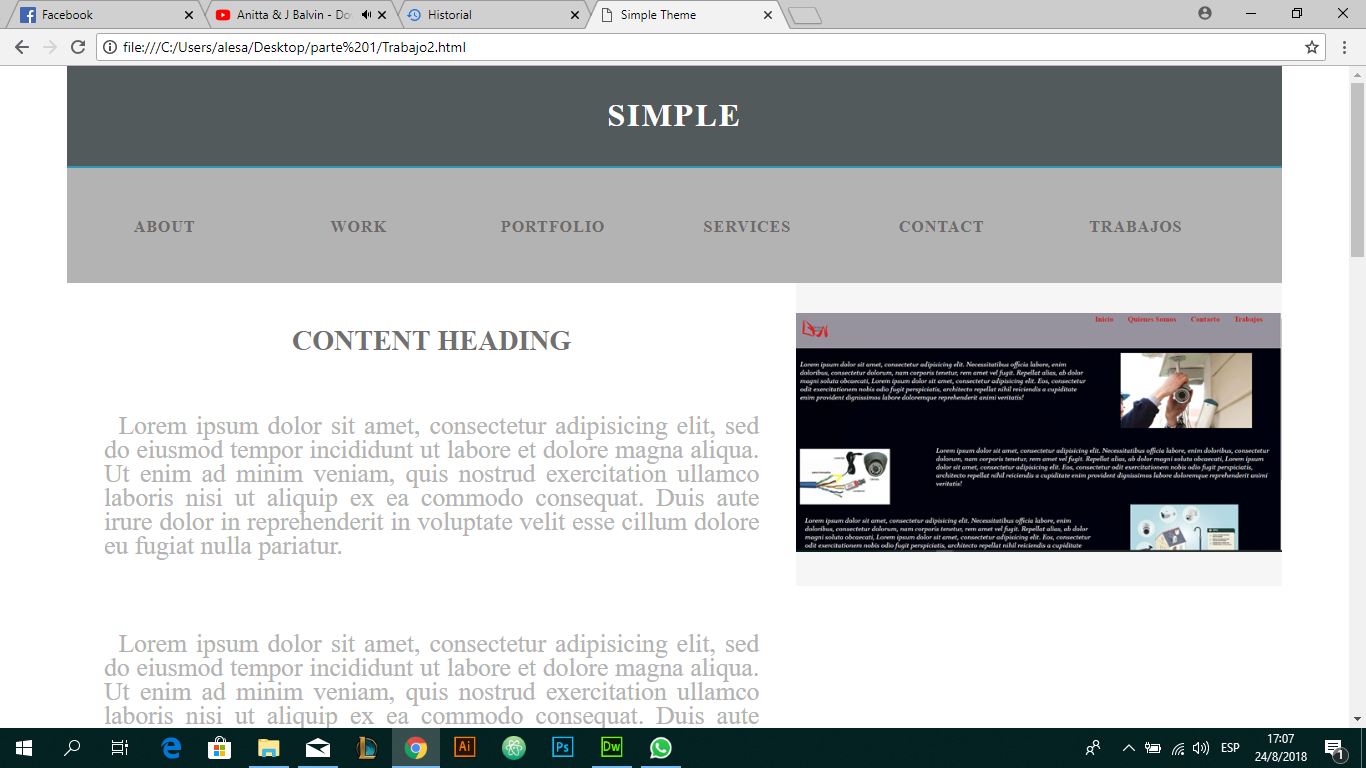 Facebook
Anitta & J Balvin - Do
Historial
Simple Theme
file:///C:/Users/alesa/Desktop/parte%201/Trabajo2.html
SIMPLE
ABOUT WORK PORTFOLIO SERVICES CONTACT TRABAJOS
CONTENT HEADING
Lorem ipsum dolor sit amet, consectetur adipisicing elit, sed
do eiusmod tempor incididunt ut labore et dolore magna aliqua.
Ut enim ad minim veniam, quis nostrud exercitation ullamco
laboris nisi ut aliquip ex ea commodo consequat. Duis aute
irure dolor in reprehenderit in voluptate velit esse cillum dolore
eu fugiat nulla pariatur.
Lorem ipsum dolor sit amet, consectetur adipisicing elit, sed
do eiusmod tempor incididunt ut labore et dolore magna aliqua.
Ut enim ad minim veniam, quis nostrud exercitation ullamco
laboris nisi ut aliquip ex ea commodo consequat. Duis aute
Inicio Quienes Somos Contacto Trabajos
Lorem ipsum dolor sit amet, consectetur adipisicing elit. Necessitatibus officia labore, enim
doloribus, consectetur dolorum, nam corporis tenetur, rem amet vel fugit. Repellat alias, ab dolor
magni soluta obcaecati, Lorem ipsum dolor sit amet, consectetur adipisicing elit. Eos, consectetur
odit exercitationem nobis odio fugit perspiciatis, architecto repellat nihil reiciendis a cupiditate
enim provident dignissimos labore doloremque reprehenderit animi veritatis!
Lorem ipsum dolor sit amet, consectetur adipisicing elit. Necessitatibus officia labore, enim doloribus, consectetur
dolorum, nam corporis tenetur, rem amet vel fugit. Repellat alias, ab dolor magni soluta obcaecati, Lorem ipsum
dolor sit amet, consectetur adipisicing elit. Eos, consectetur odit exercitationem nobis odio fugit perspiciatis,
architecto repellat nihil reiciendis a cupiditate enim provident dignissimos labore doloremque reprehenderit animi
veritatis!
Lorem ipsum dolor sit amet, consectetur adipisicing elit. Necessitatibus officia labore, enim
doloribus, consectetur dolorum, nam corporis tenetur, rem amet vel fugit. Repellat alias, ab dolor
magni soluta obcaecati, Lorem ipsum dolor sit amet, consectetur adipisicing elit. Eos, consectetur
odit exercitationem nobis odio fugit perspiciatis, architecto repellat nihil reiciendis a cupiditate
Ai
Ps
Dw
ESP
17:07
24/8/2018
1